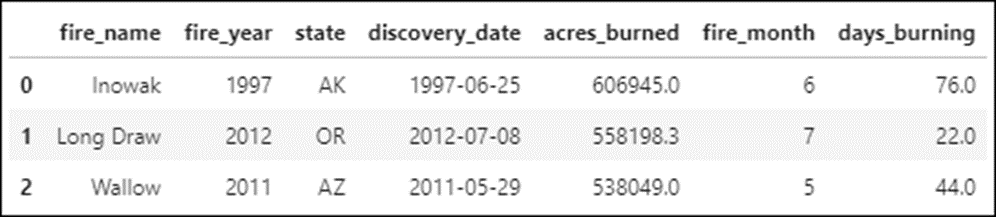 fire_name fire_year state discovery_date acres_burned fire_month days_burning
0 Inowak 1997 AK 1997-06-25 606945.0 6 76.0
1 Long Draw 2012 OR 2012-07-08 558198.3 7 22.0
2 Wallow 2011 AZ 2011-05-29 538049.0 5 44.0